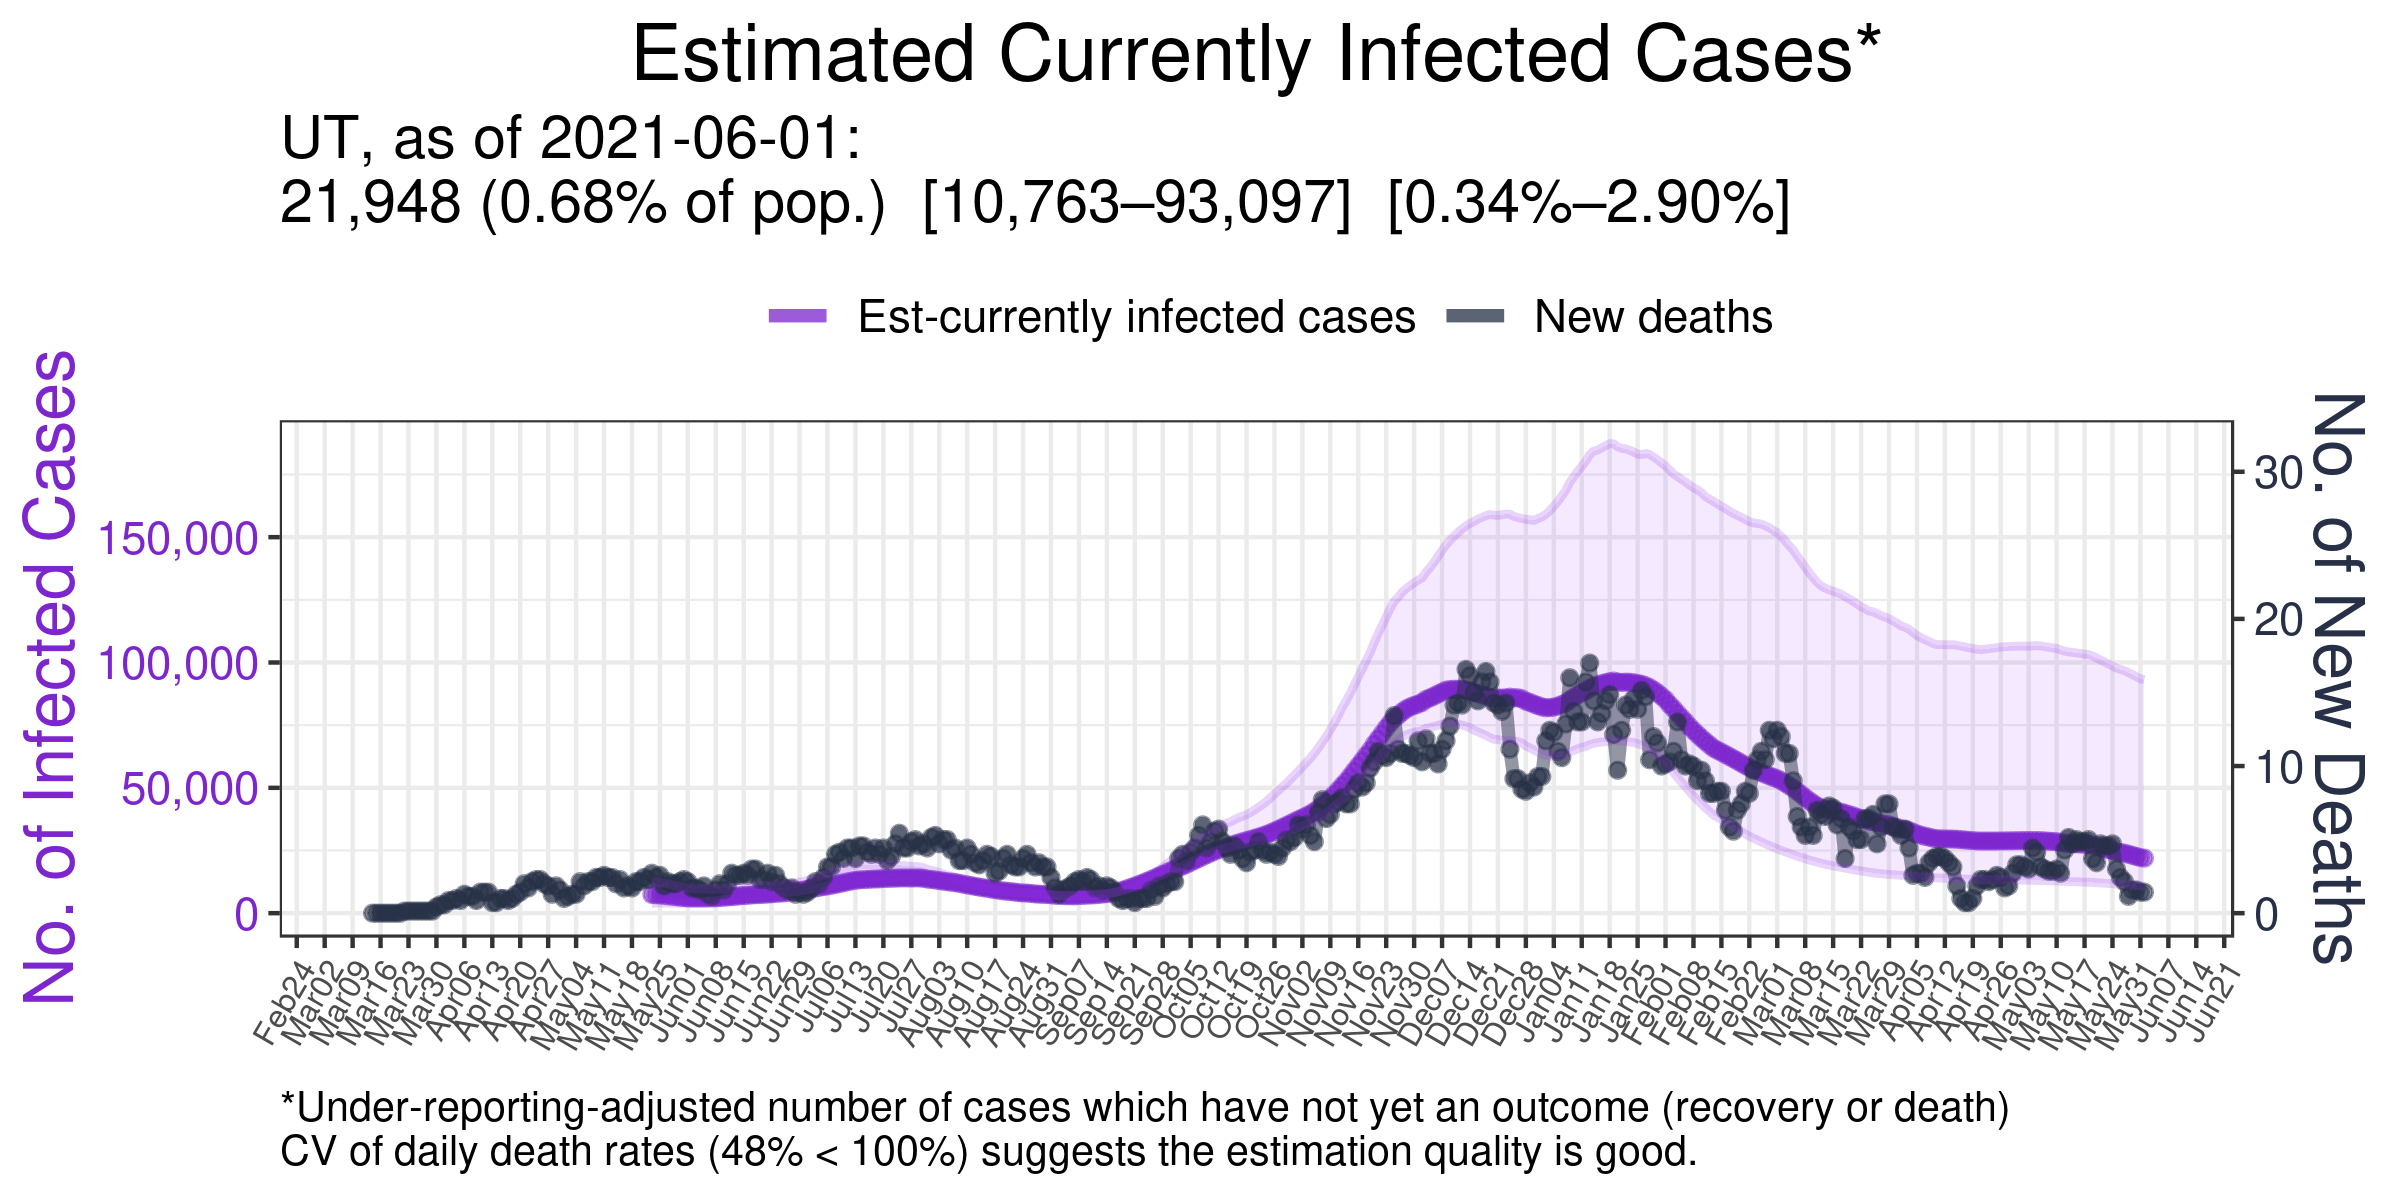 Estimated Currently Infected Cases*
UT, as of 2021-06-01:
21,948 (0.68% of pop.) [10,763–93,097] [0.34%–2.90%]
Est-currently infected cases
New deaths
No. of Infected Cases
150,000
100,000
50,000
0
30
20
10
0
No. of New Deaths
Feb24
Mar02
Mar09
Mar16
Mar23
Mar30
Apr06
Apr13
Apr20
Apr27
May04
May11
May18
May25
Jun01
Jun08
Jun15
Jun22
Jun29
Jul06
Jul13
Jul20
Jul27
Aug03
Aug10
Aug17
Aug24
Aug31
Sep07
Sep14
Sep21
Sep28
Oct05
Oct12
Oct19
Oct26
Nov02
Nov09
Nov16
Nov23
Nov30
Dec07
Dec14
Dec21
Dec28
Jan04
Jan11
Jan18
Jan25
Feb01
Feb08
Feb15
Feb22
Mar01
Mar08
Mar15
Mar22
Mar29
Apr05
Apr12
Apr19
Apr26
May03
May10
May17
May24
May31
Jun07
Jun14
Jun21
*Under-reporting-adjusted number of cases which have not yet an outcome (recovery or death)
CV of daily death rates (48% < 100%) suggests the estimation quality is good.